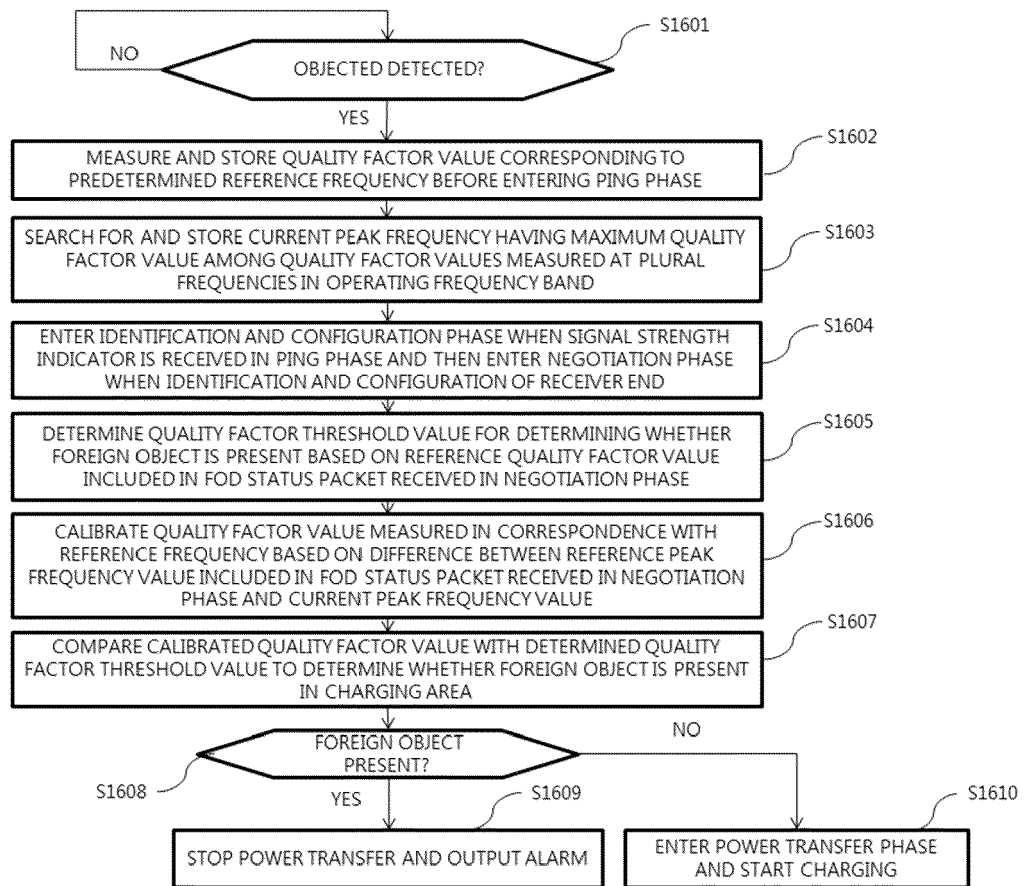 S1601
NO
OBJECTED DETECTED?
YES
S1602
MEASURE AND STORE QUALITY FACTOR VALUE CORRESPONDING TO
PREDETERMINED REFERENCE FREQUENCY BEFORE ENTERING PING PHASE
S1603
SEARCH FOR AND STORE CURRENT PEAK FREQUENCY HAVING MAXIMUM QUALITY
FACTOR VALUE AMONG QUALITY FACTOR VALUES MEASURED AT PLURAL
FREQUENCIES IN OPERATING FREQUENCY BAND
S1604
ENTER IDENTIFICATION AND CONFIGURATION PHASE WHEN SIGNAL STRENGTH
INDICATOR IS RECEIVED IN PING PHASE AND THEN ENTER NEGOTIATION PHASE
WHEN IDENTIFICATION AND CONFIGURATION OF RECEIVER END
S1605
DETERMINE QUALITY FACTOR THRESHOLD VALUE FOR DETERMINING WHETHER
FOREIGN OBJECT IS PRESENT BASED ON REFERENCE QUALITY FACTOR VALUE
INCLUDED IN FOD STATUS PACKET RECEIVED IN NEGOTIATION PHASE
S1606
CALIBRATE QUALITY FACTOR VALUE MEASURED IN CORRESPONDENCE WITH
REFERENCE FREQUENCY BASED ON DIFFERENCE BETWEEN REFERENCE PEAK
FREQUENCY VALUE INCLUDED IN FOD STATUS PACKET RECEIVED IN NEGOTIATION
PHASE AND CURRENT PEAK FREQUENCY VALUE
S1607
COMPARE CALIBRATED QUALITY FACTOR VALUE WITH DETERMINED QUALITY
FACTOR THRESHOLD VALUE TO DETERMINE WHETHER FOREIGN OBJECT IS PRESENT
IN CHARGING AREA
FOREIGN OBJECT
PRESENT?
NO
S1608
YES
S1609
S1610
STOP POWER TRANSFER AND OUTPUT ALARM
ENTER POWER TRANSFER PHASE
AND START CHARGING